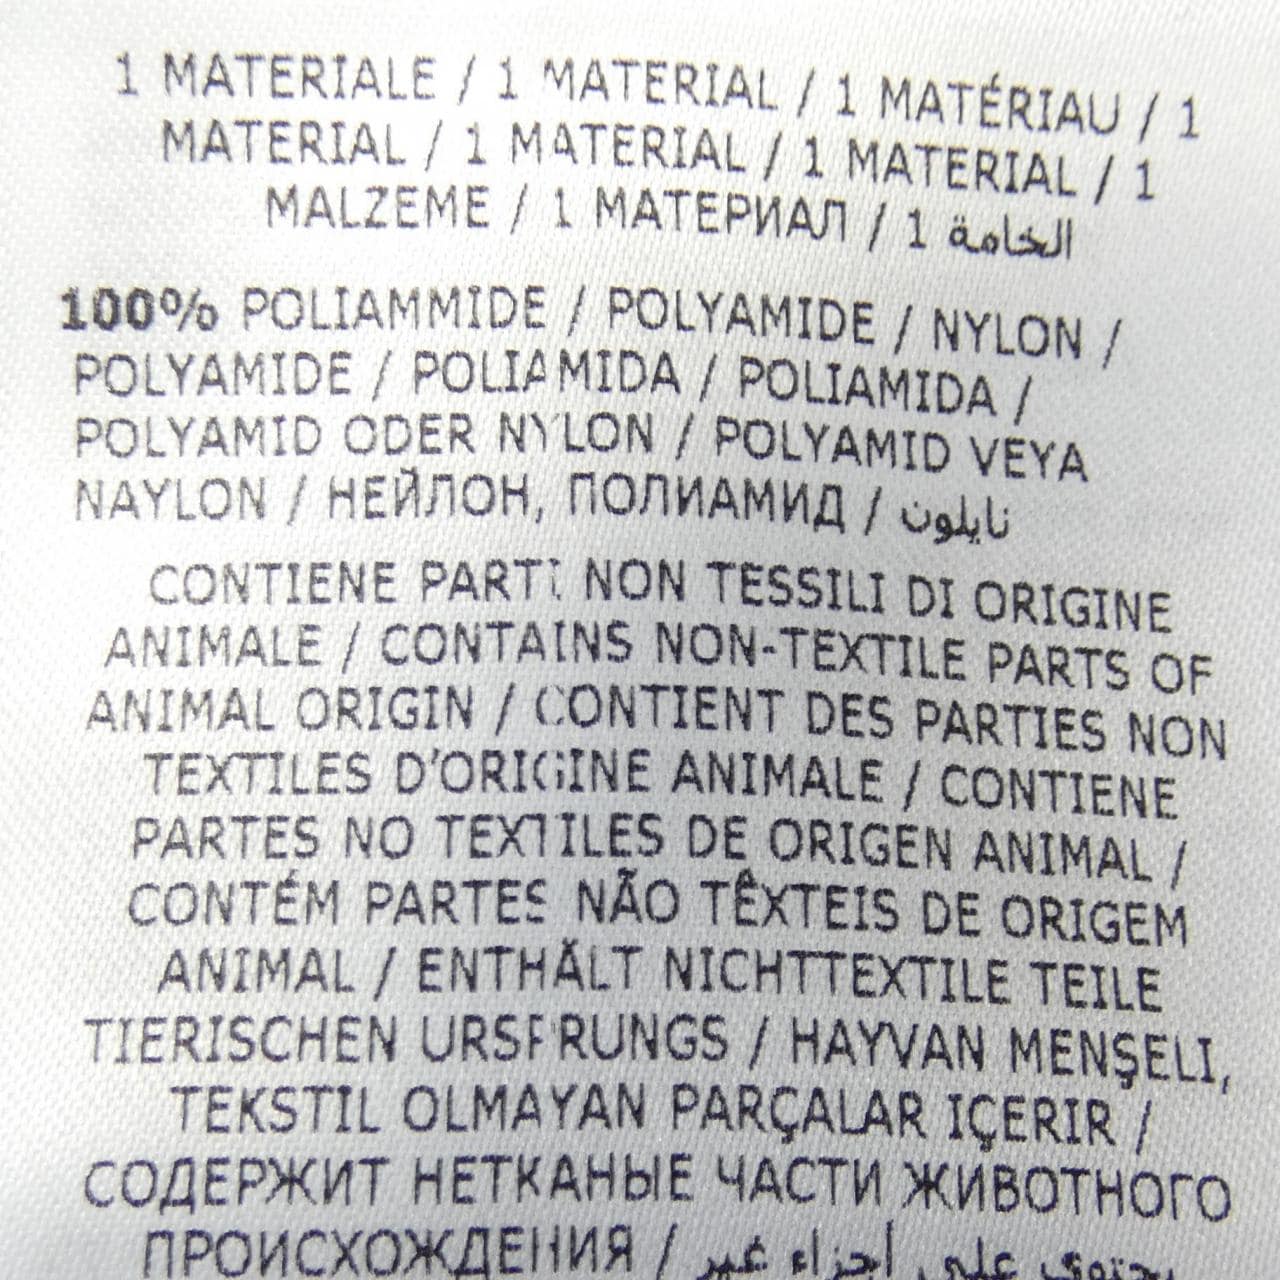 1 MATERIALE / 1 MATERIAL / 1 MATÉRIAU / 1
MATERIAL / 1 MATERIAL / 1 MATERIAL / 1
MALZEME / 1 МАТЕРИАЛ / 1 الخامة
100% POLIAMMIDE / POLYAMIDE / NYLON /
POLYAMIDE / POLIAMIDA / POLIAMIDA /
POLYAMID ODER NYLON / POLYAMID VEYA
NAYLON / НЕЙЛОН, ПОЛИАМИД / نايلون
CONTIENE PARTI NON TESSILI DI ORIGINE
ANIMALE / CONTAINS NON-TEXTILE PARTS OF
ANIMAL ORIGIN / CONTIENT DES PARTIES NON
TEXTILES D’ORIGINE ANIMALE / CONTIENE
PARTES NO TEXTILES DE ORIGEN ANIMAL /
CONTÉM PARTES NÃO TÊXTEIS DE ORIGEM
ANIMAL / ENTHÄLT NICHTTEXTILE TEILE
TIERISCHEN URSPRUNGS / HAYVAN MENŞELI,
TEKSTIL OLMAYAN PARÇALAR IÇERIR /
СОДЕРЖИТ НЕТКАНЫЕ ЧАСТИ ЖИВОТНОГО
ПРОИСХОЖДЕНИЯ / يحتوي على أجزاء غير